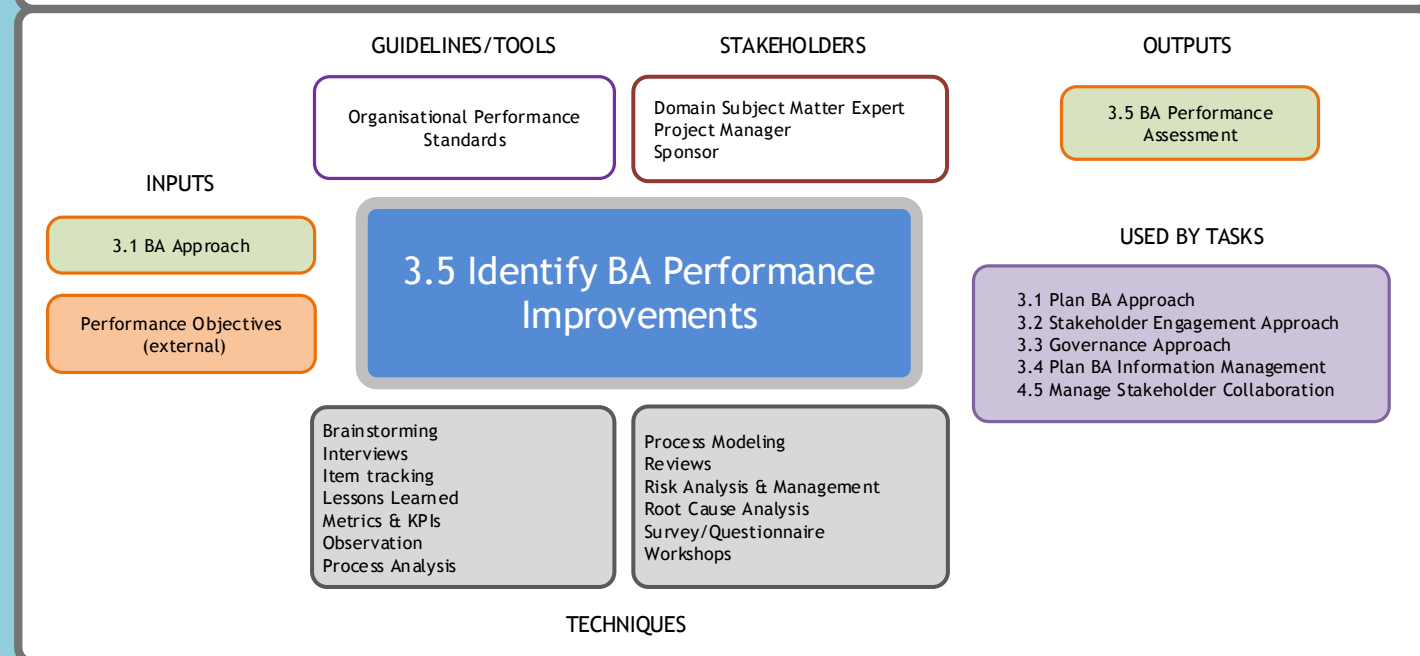 GUIDELINES/TOOLS
STAKEHOLDERS
OUTPUTS
Organisational Performance
Standards
Domain Subject Matter Expert
Project Manager
Sponsor
3.5 BA Performance
Assessment
INPUTS
3.1 BA Approach
Performance Objectives
(external)
3.5 Identify BA Performance
Improvements
USED BY TASKS
3.1 Plan BA Approach
3.2 Stakeholder Engagement Approach
3.3 Governance Approach
3.4 Plan BA Information Management
4.5 Manage Stakeholder Collaboration
Brainstorming
Interviews
Item tracking
Lessons Learned
Metrics & KPIs
Observation
Process Analysis
Process Modeling
Reviews
Risk Analysis & Management
Root Cause Analysis
Survey/Questionnaire
Workshops
TECHNIQUES